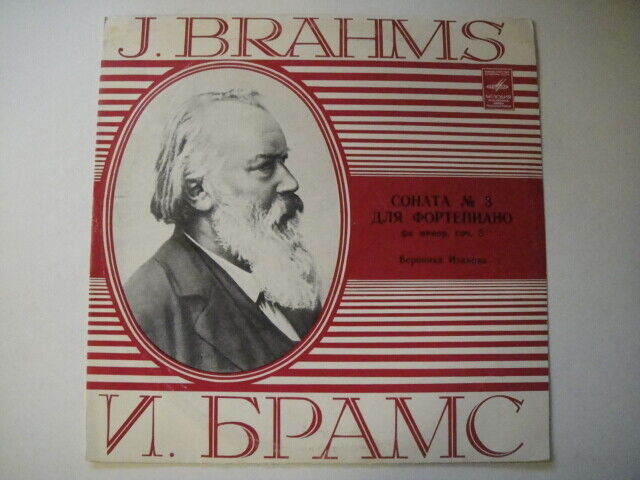 J. BRAHMS
СОНАТА № 3
ДЛЯ ФОРТЕПИАНО
фа минор, соч. 5
Вероника
И. БРАМС